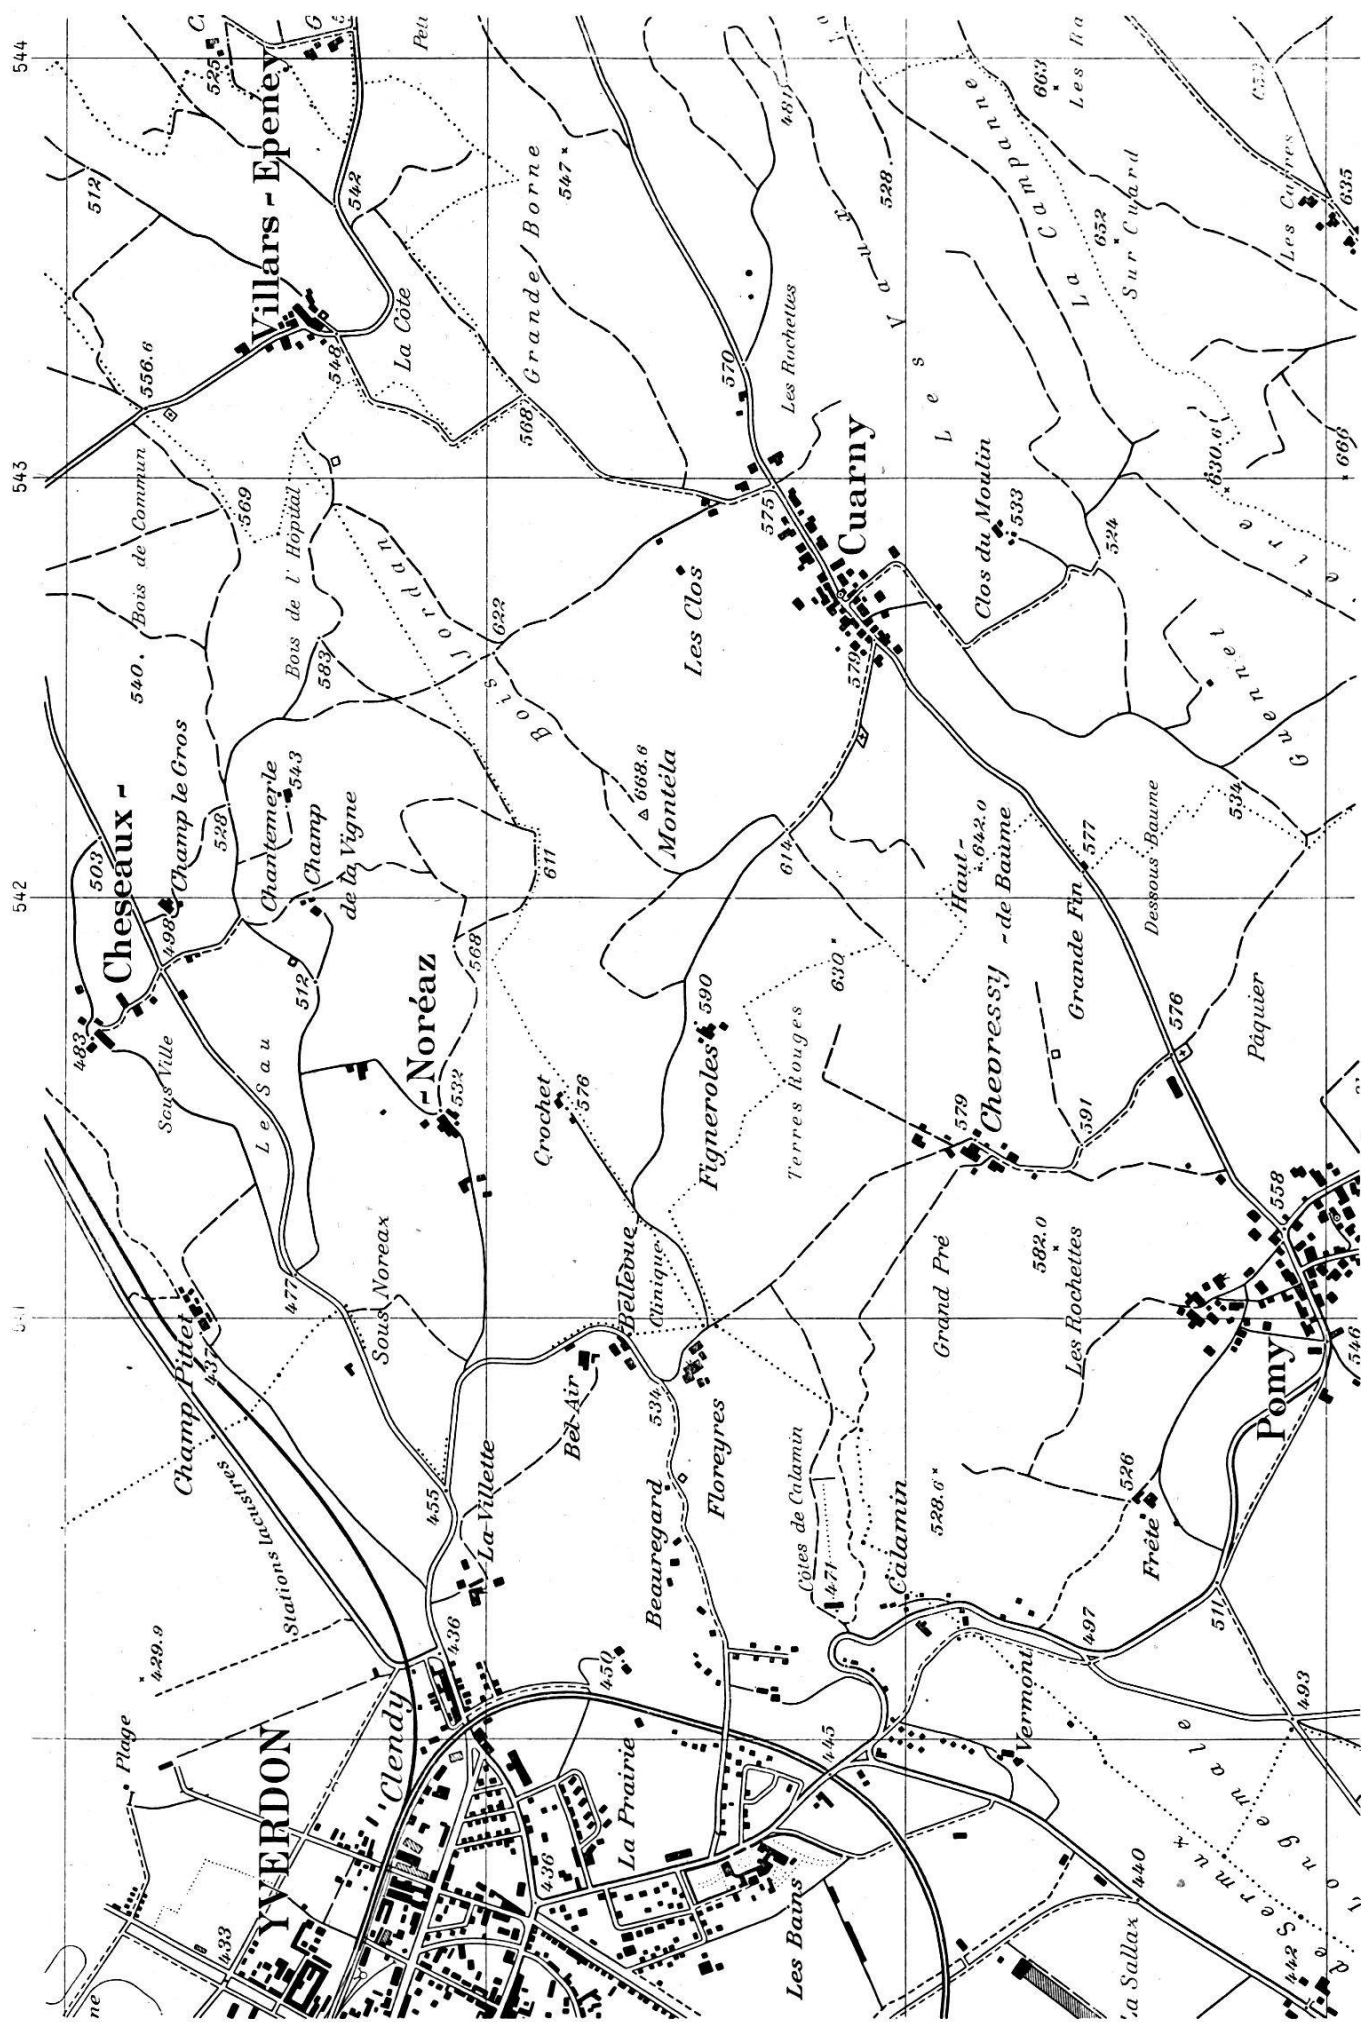 544
543
542
YVERDON
Clendy
Plage
429.9
Stations lacustres
Champ Pittet
437
483
Cheseaux -
503
498
Champ le Gros
Sous Ville
Le Sau
528
Chantemerle
543
Champ
de la Vigne
512
- Noréaz
532
568
611
477
Sous Noreax
455
La Villette
436
433
436
450
La Prairie
Les Bains
Bel-Air
Bellevue
Clinique
Crochet
576
534
Floreyres
Beauregard
Figneroles
590
Terres Rouges
630
614
Montéla
668.6
Bois Jordan
622
583
Bois de l'Hôpital
569
540
Bois de Commun
556.6
512
Villars - Epeney
525
542
548
La Côte
568
Grande Borne
547
481
570
Les Rochettes
575
Cuarny
579
Les Clos
Les Vaux
528
La Campanne
663
652
Sur Cuard
Les Cuarres
635
630.6
666
Clos du Moulin
533
524
Guennet
534
Dessous Baume
577
Grande Fin
Haut-
642.0
- de Baume
Chevressy
579
591
576
Pâquier
558
Pomy
546
582.0
Les Rochettes
Grand Pré
Côtes de Calamin
471
Calamin
528.6
Frête
526
511
497
493
Vermont
445
440
442
Sermuz
Longemale
La Sallaz